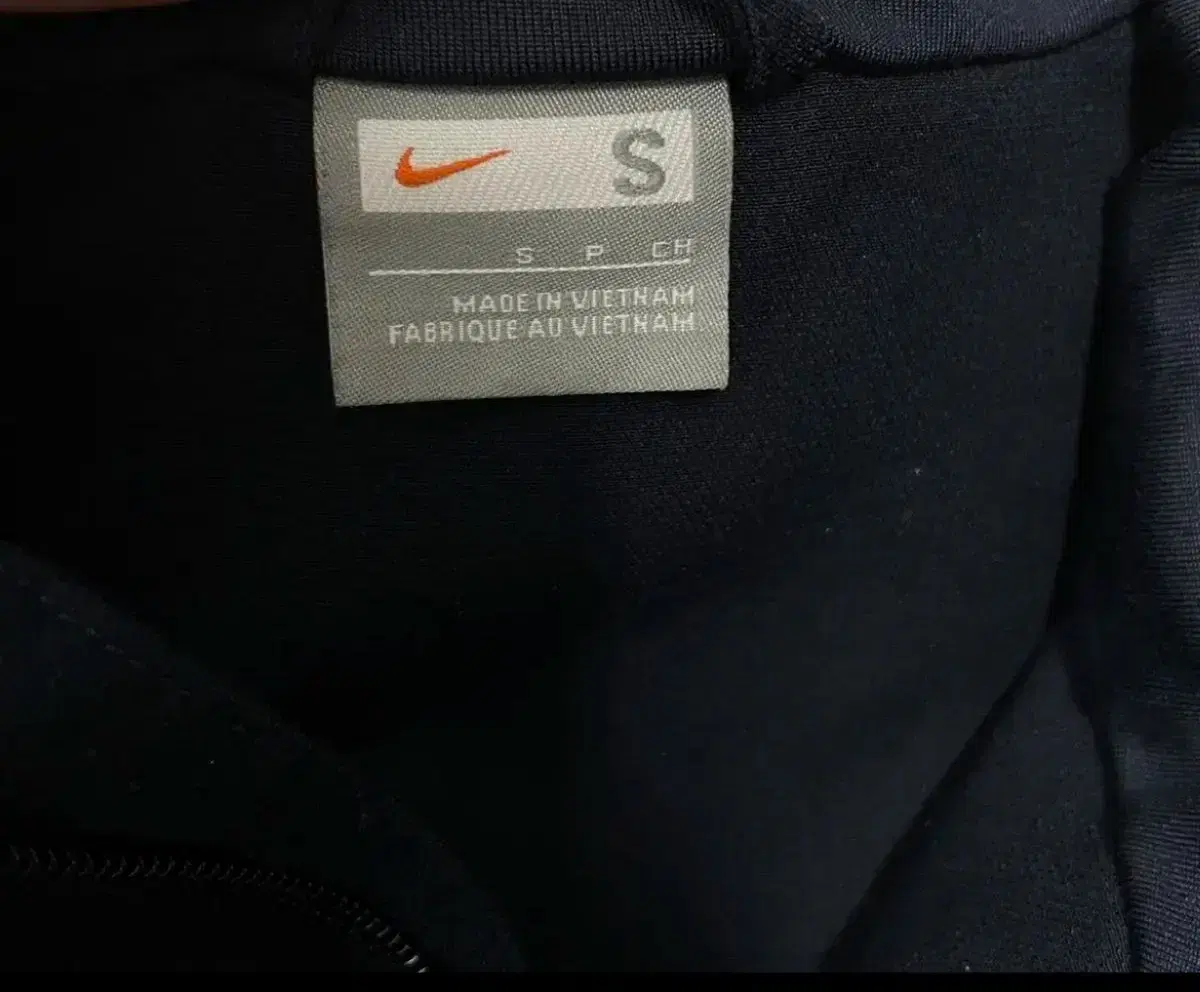 S
S P CH
MADE IN VIETNAM
FABRIQUE AU VIETNAM